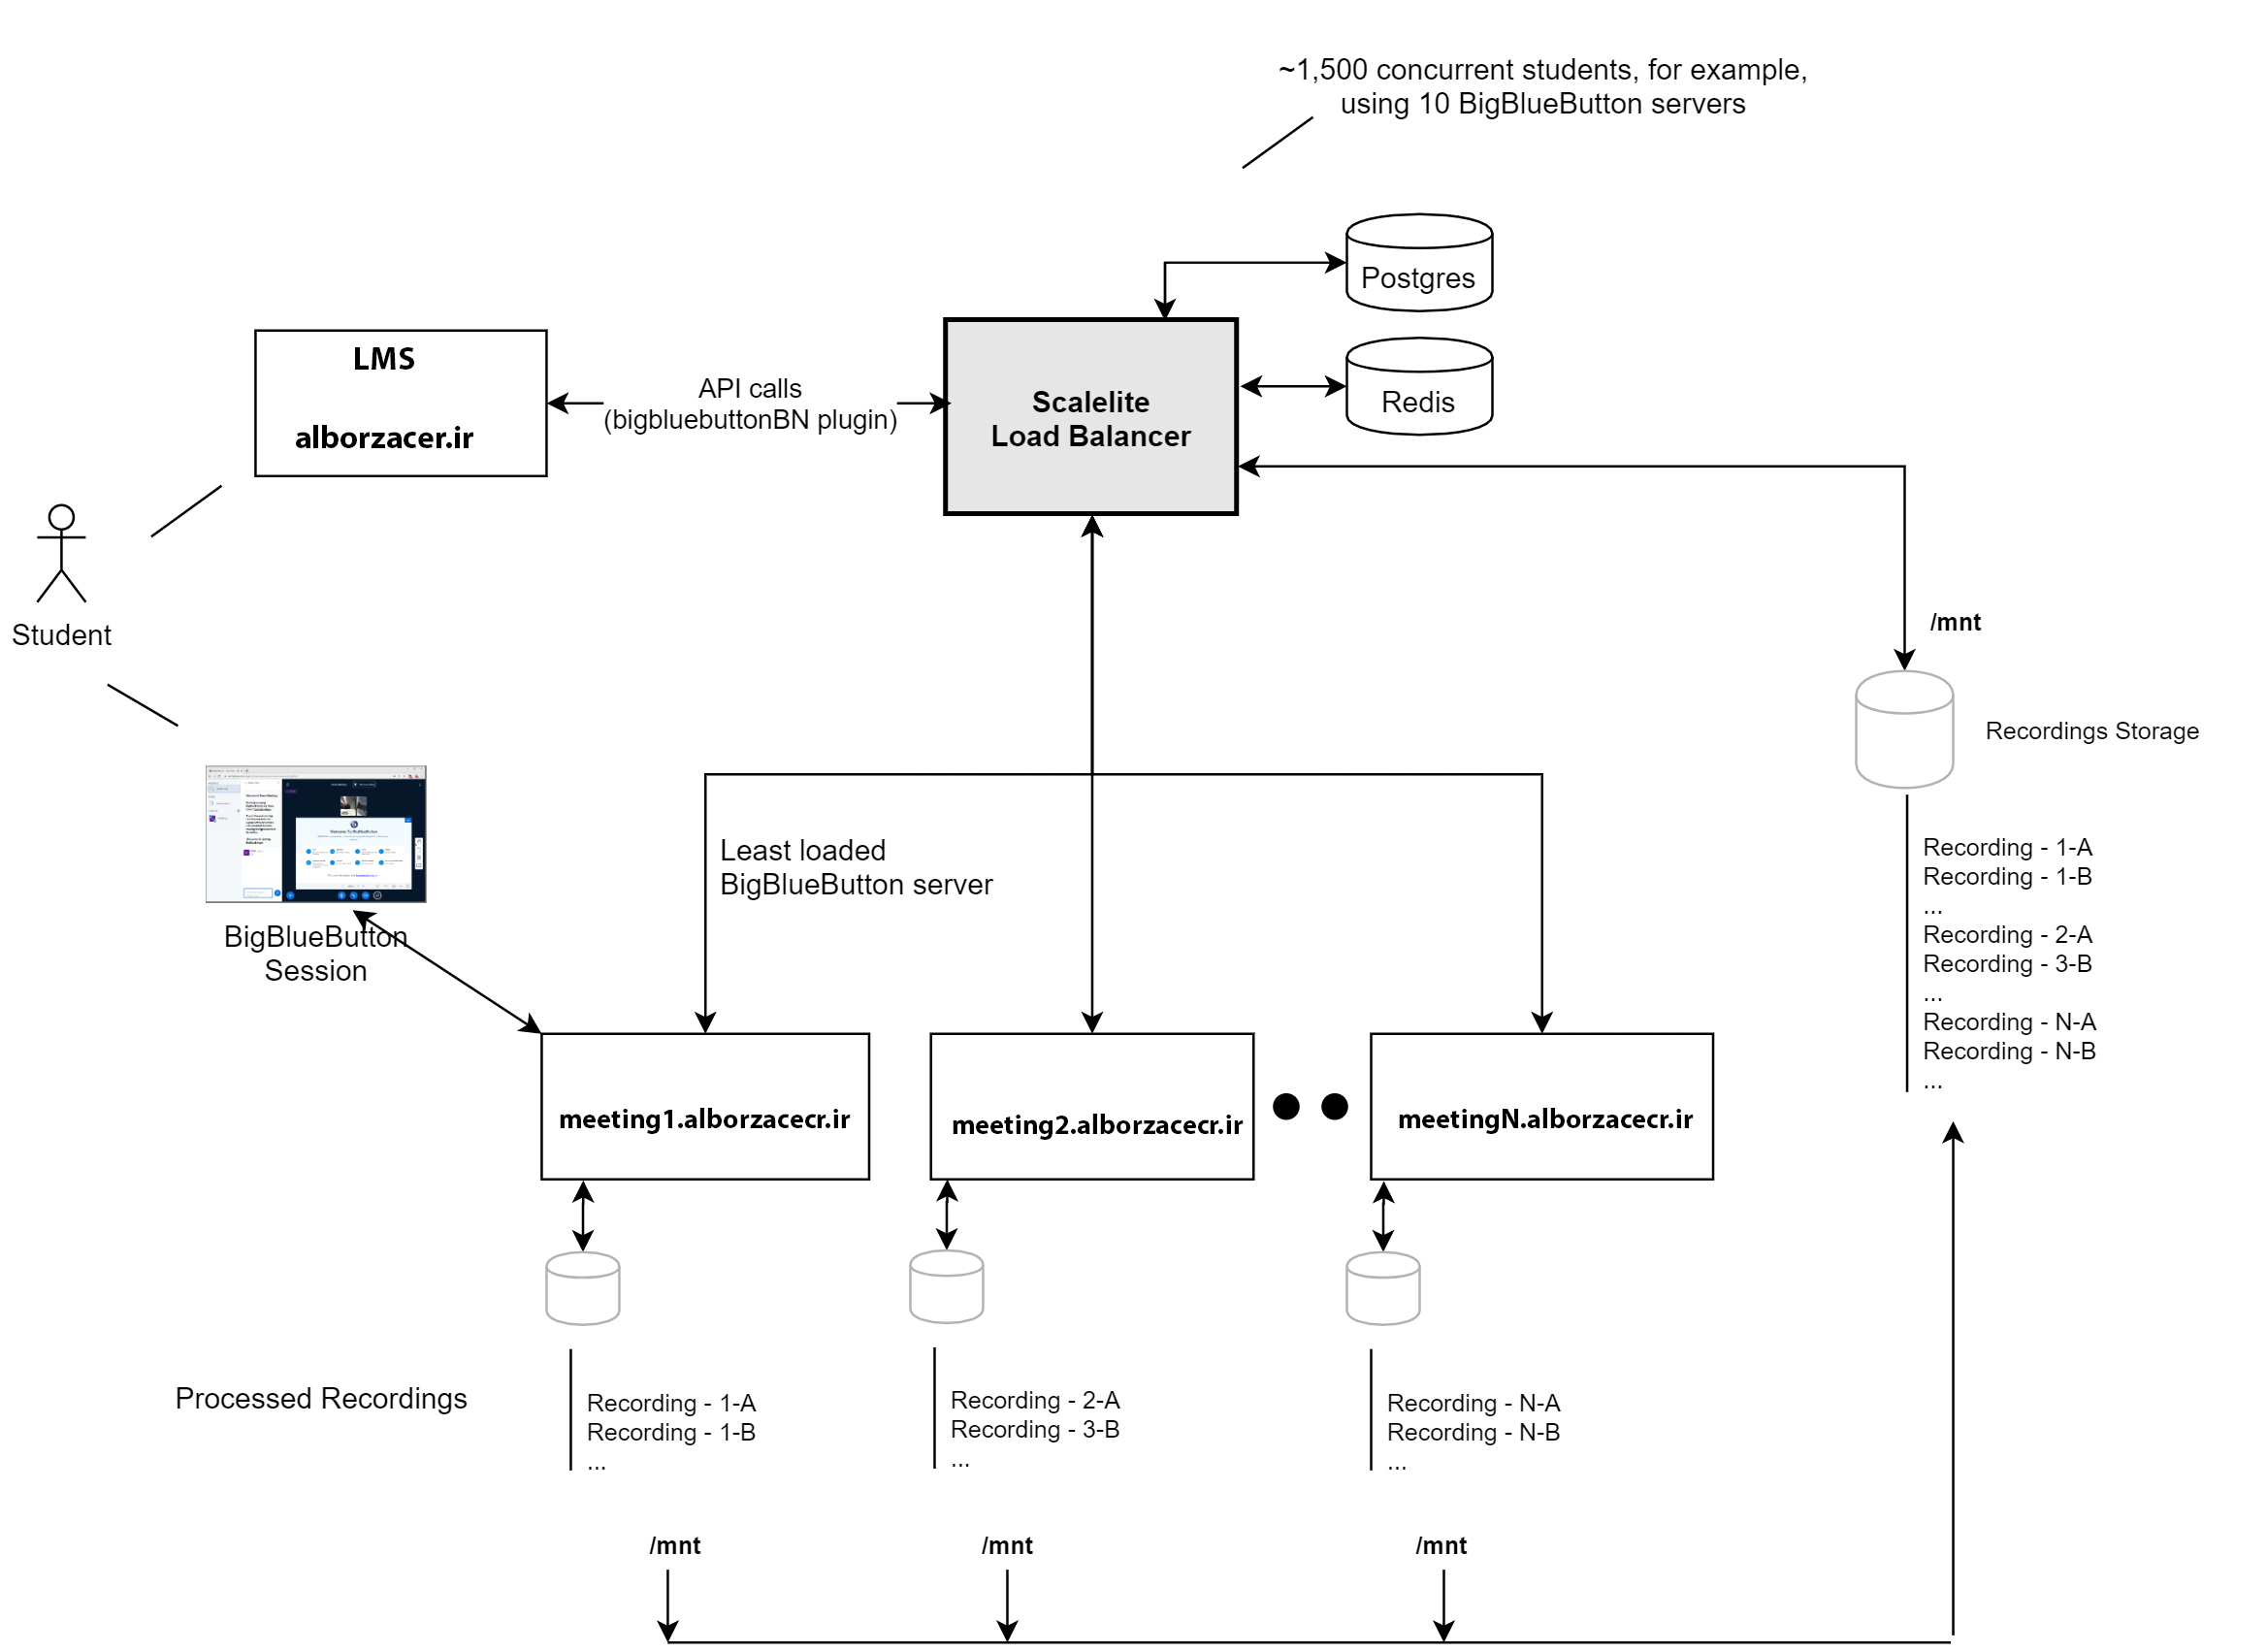 ~1,500 concurrent students, for example,
using 10 BigBlueButton servers
Postgres
Redis
LMS
alborzacer.ir
API calls
(bigbluebuttonBN plugin)
Scalelite
Load Balancer
Student
/mnt
Recordings Storage
BigBlueButton
Session
Least loaded
BigBlueButton server
Recording - 1-A
Recording - 1-B
...
Recording - 2-A
Recording - 3-B
...
Recording - N-A
Recording - N-B
...
meeting1.alborzacecr.ir
meeting2.alborzacecr.ir
meetingN.alborzacecr.ir
Processed Recordings
Recording - 1-A
Recording - 1-B
...
Recording - 2-A
Recording - 3-B
...
Recording - N-A
Recording - N-B
...
/mnt
/mnt
/mnt